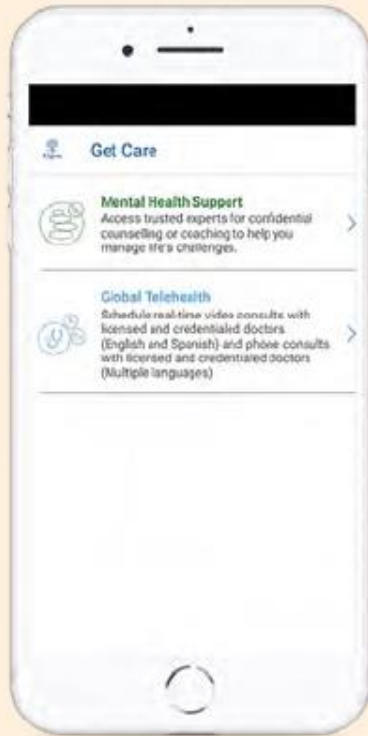 Get Care
Mental Health Support
Access trusted experts for confidential
counselling or coaching to help you
manage life's challenges.
Global Telehealth
Schedule real-time video consults with
licensed and credentialed doctors
(English and Spanish) and phone consults
with licensed and credentialed doctors
(Multiple languages)